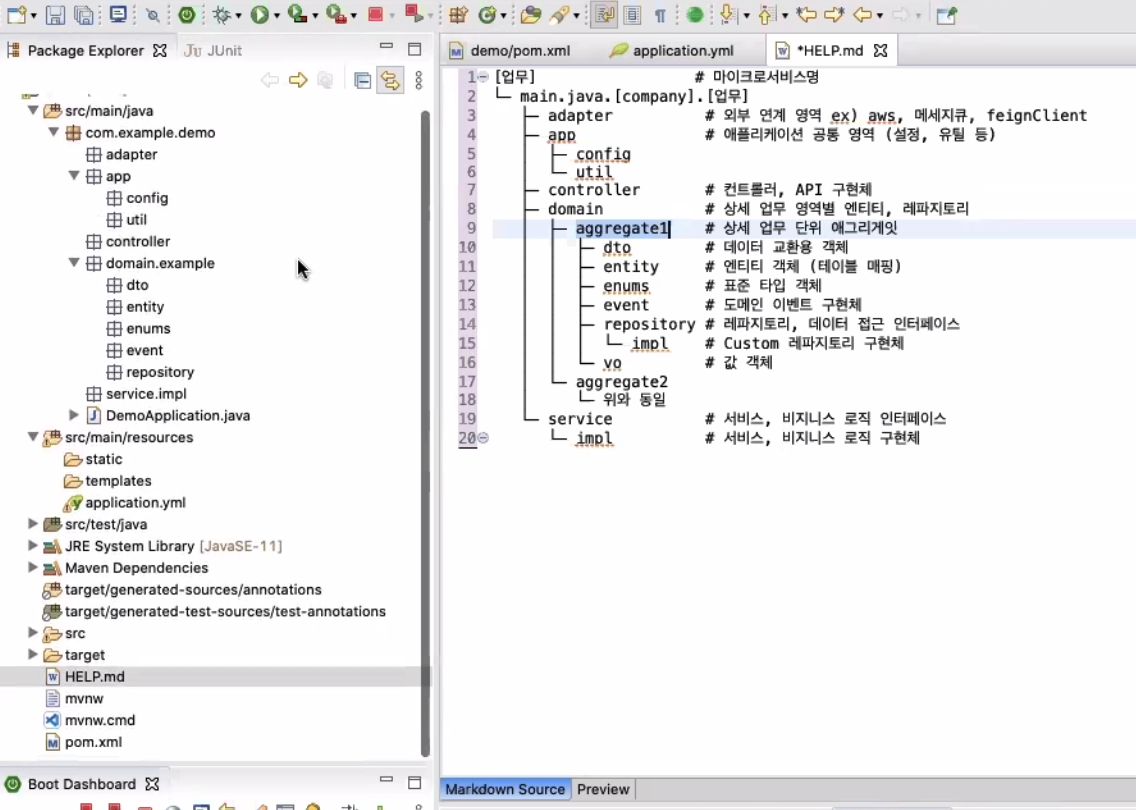 Package Explorer
JUnit
src/main/java
com.example.demo
adapter
app
config
util
controller
domain.example
dto
entity
enums
event
repository
service.impl
DemoApplication.java
src/main/resources
static
templates
application.yml
src/test/java
JRE System Library [JavaSE-11]
Maven Dependencies
target/generated-sources/annotations
target/generated-test-sources/test-annotations
src
target
HELP.md
mvnw
mvnw.cmd
pom.xml
Boot Dashboard
demo/pom.xml
application.yml
*HELP.md
1 [업무] # 마이크로서비스명
2 └─ main.java.[company].[업무]
3 ├─ adapter # 외부 연계 영역 ex) aws, 메세지큐, feignClient
4 ├─ app # 애플리케이션 공통 영역 (설정, 유틸 등)
5 │ ├─ config
6 │ └─ util
7 ├─ controller # 컨트롤러, API 구현체
8 ├─ domain # 상세 업무 영역별 엔티티, 레파지토리
9 │ ├─ aggregate1 # 상세 업무 단위 애그리게잇
10 │ │ ├─ dto # 데이터 교환용 객체
11 │ │ ├─ entity # 엔티티 객체 (테이블 매핑)
12 │ │ ├─ enums # 표준 타입 객체
13 │ │ ├─ event # 도메인 이벤트 구현체
14 │ │ ├─ repository # 레파지토리, 데이터 접근 인터페이스
15 │ │ │ └─ impl # Custom 레파지토리 구현체
16 │ │ └─ vo # 값 객체
17 │ └─ aggregate2
18 │ └─ 위와 동일
19 └─ service # 서비스, 비지니스 로직 인터페이스
20 └─ impl # 서비스, 비지니스 로직 구현체
Markdown Source
Preview